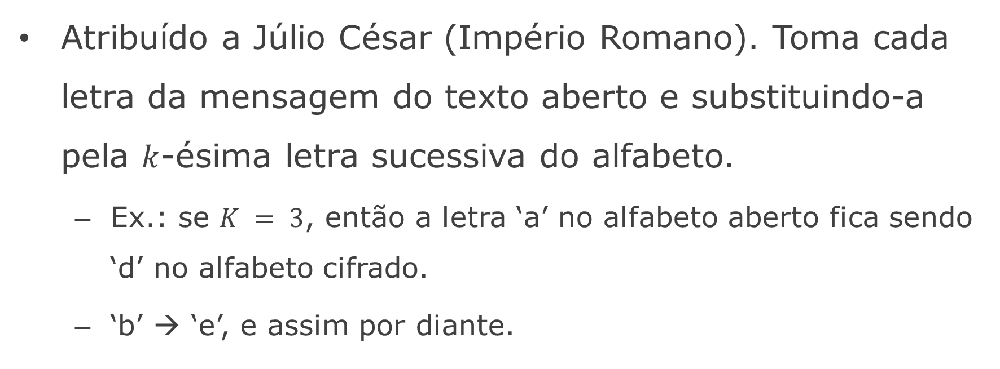 • Atribuído a Júlio César (Império Romano). Toma cada
letra da mensagem do texto aberto e substituindo-a
pela k-ésima letra sucessiva do alfabeto.
– Ex.: se K = 3, então a letra ‘a’ no alfabeto aberto fica sendo
‘d’ no alfabeto cifrado.
– ‘b’ → ‘e’, e assim por diante.